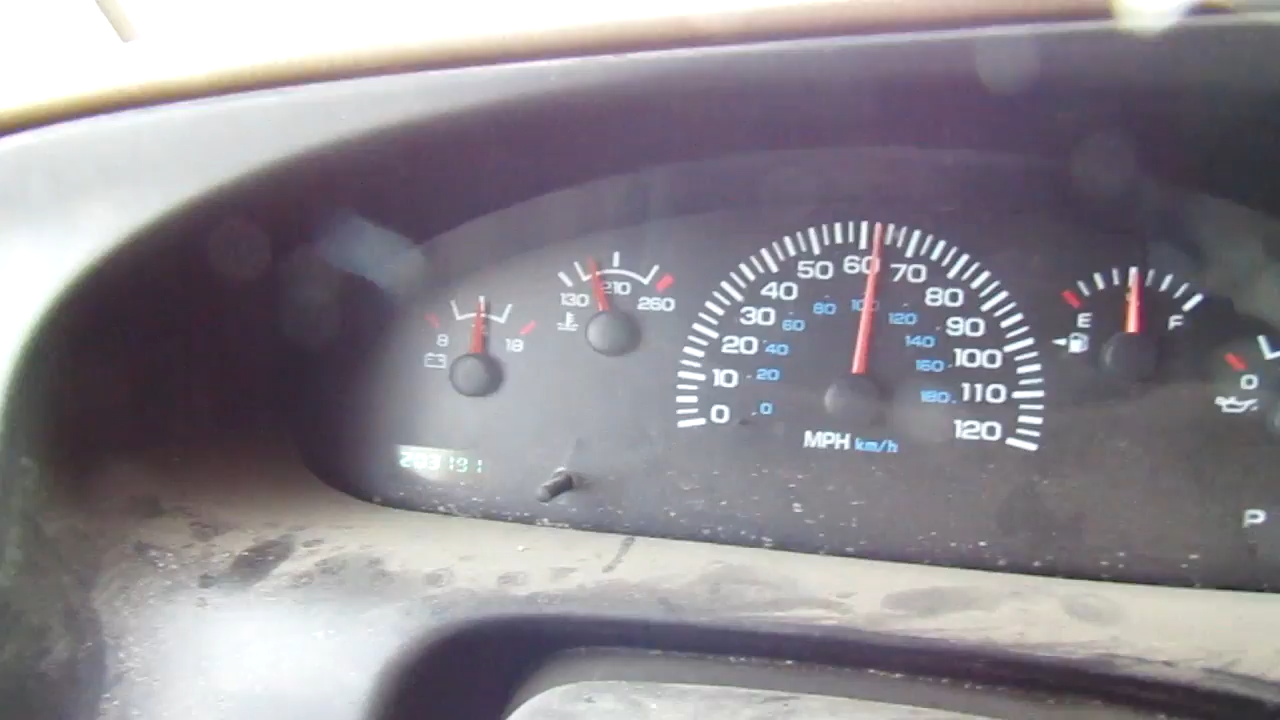 8 18
130 210 260
0 10 20 30 40 50 60 70 80 90 100 110 120
0 20 40 60 80 100 120 140 160 180
MPH km/h
E F
0
P